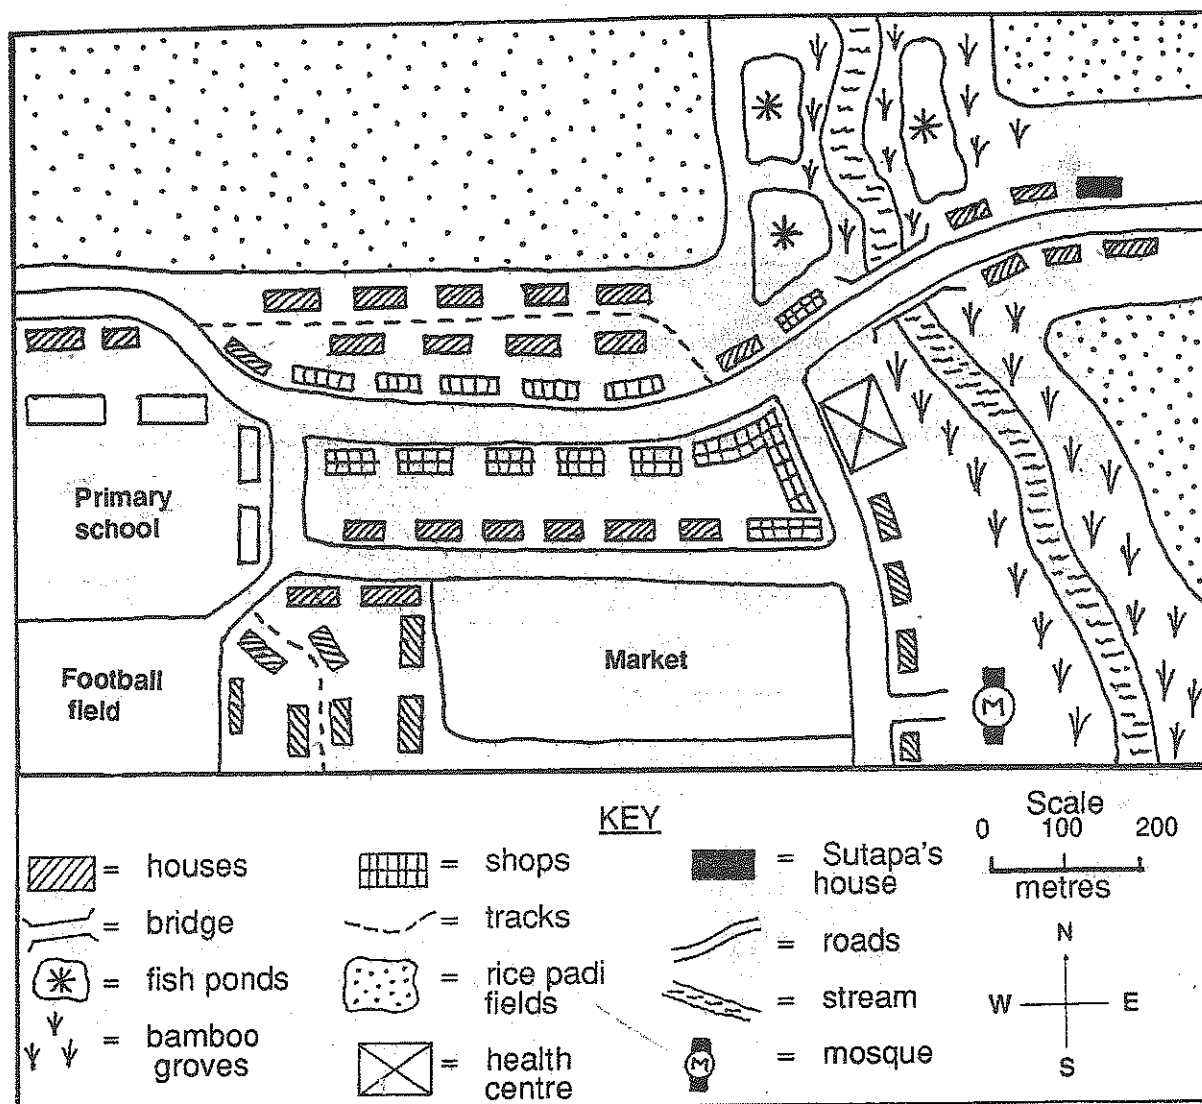 Primary
school
Football
field
Market
M
KEY
= houses
= bridge
= fish ponds
= bamboo
groves
= shops
= tracks
= rice padi
fields
= health
centre
= Sutapa's
house
= roads
= stream
M = mosque
Scale
0 100 200
metres
N
W E
S